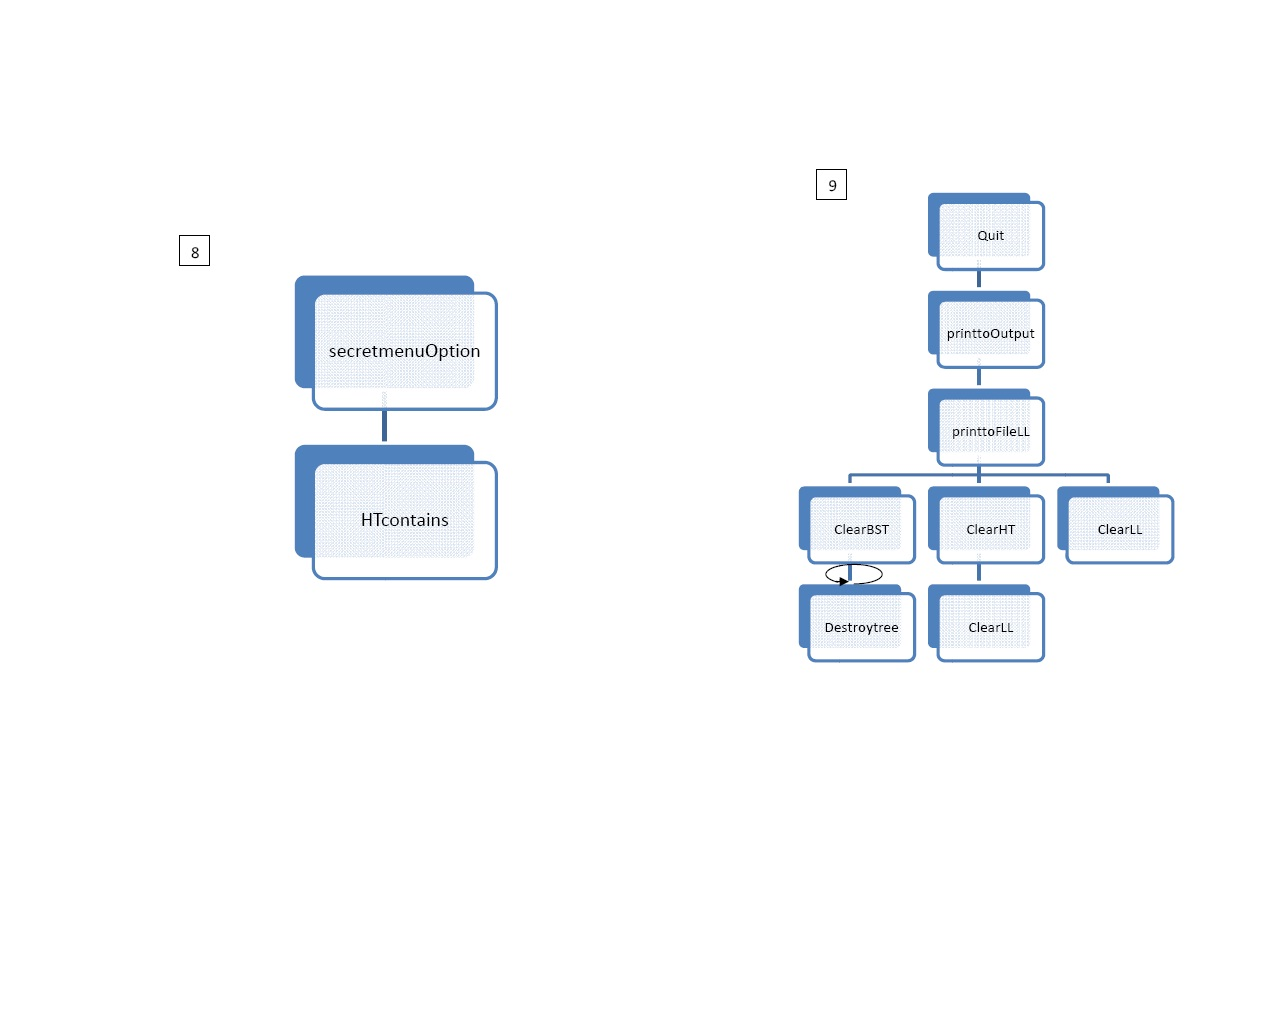 8
secretmenuOption
HTcontains
9
Quit
printtoOutput
printtoFileLL
ClearBST
ClearHT
ClearLL
Destroytree
ClearLL